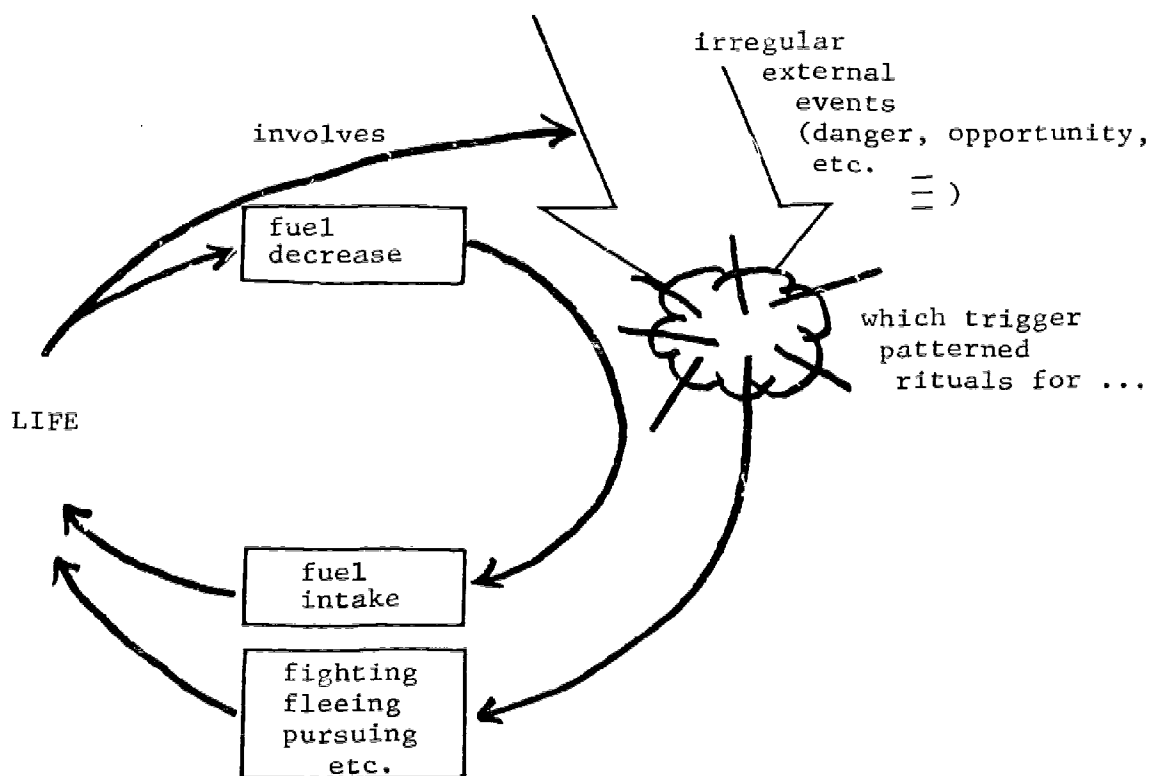 irregular
external
events
(danger, opportunity,
etc.
)
involves
fuel
decrease
which trigger
patterned
rituals for ...
LIFE
fuel
intake
fighting
fleeing
pursuing
etc.